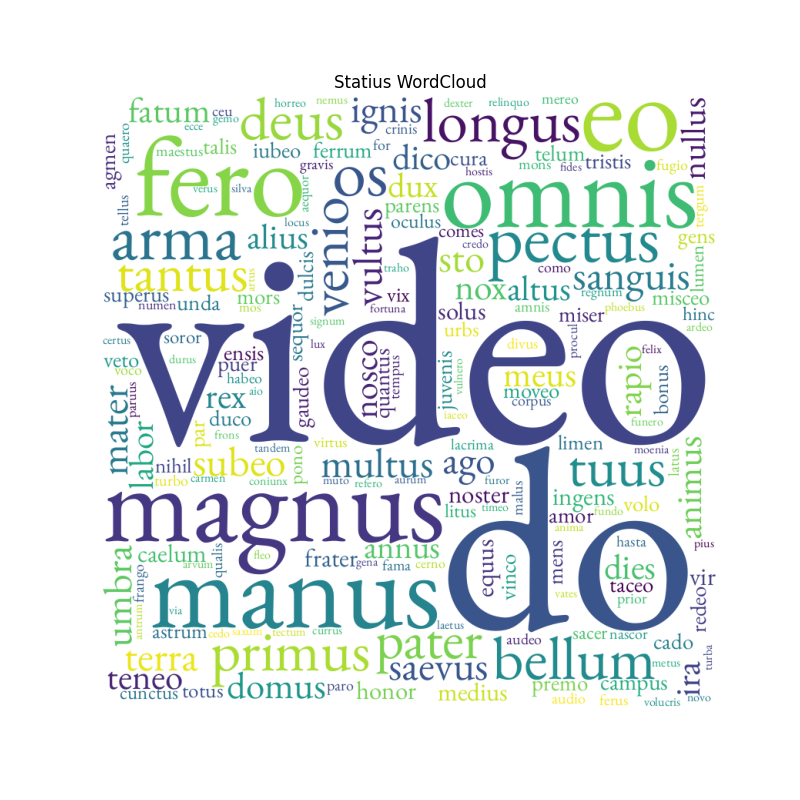 Statius WordCloud
fatum ceu horreo nemus dexter relinquo mereo
ecce gemo deus ignis crinis longus eo nullus
agmen quaero maestus talis iubeo ferrum for dico cura telum tristis fugio
fero gravis os dux hostis mons fides omnis tergum
verus silva aequor parens oculus
tellus locus venio vultus comes credo pectus gens lumen
arma alius tantus artus dulcis traho sto como sanguis
superus numen unda mos mors vix fortuna nox altus regnum misceo
signum solus amnis phoebus miser hinc
certus soror sequor lux urbs divus procul ardeo
video
veto voco durus ensis puer habeo aio gaudeo nosco quantus tempus juvenis vulnero meus moveo corpus rapio felix bonus
mater paruus rex duco par frons iaceo funero
labor tandem virtus lacrima limen moenia
nihil turbo subeo carmen coniunx pono multus muto refero aurum ago furor malus tuus latus animus
magnus noster litus timeo ingens amor fundo volo
do
anima pius
umbra caelum frango arvum qualis fleo frater gena annus fama cerno equus vinco mens hasta dies taceo vir
manus vates prior redeo
antrum via astrum cedo saxum tectum currus laetus audeo sacer nascor cado
terra primus pater saevus bellum metus turba
teneo cunctus totus domus paro honor medius premo audio campus ferus volucris ira novo